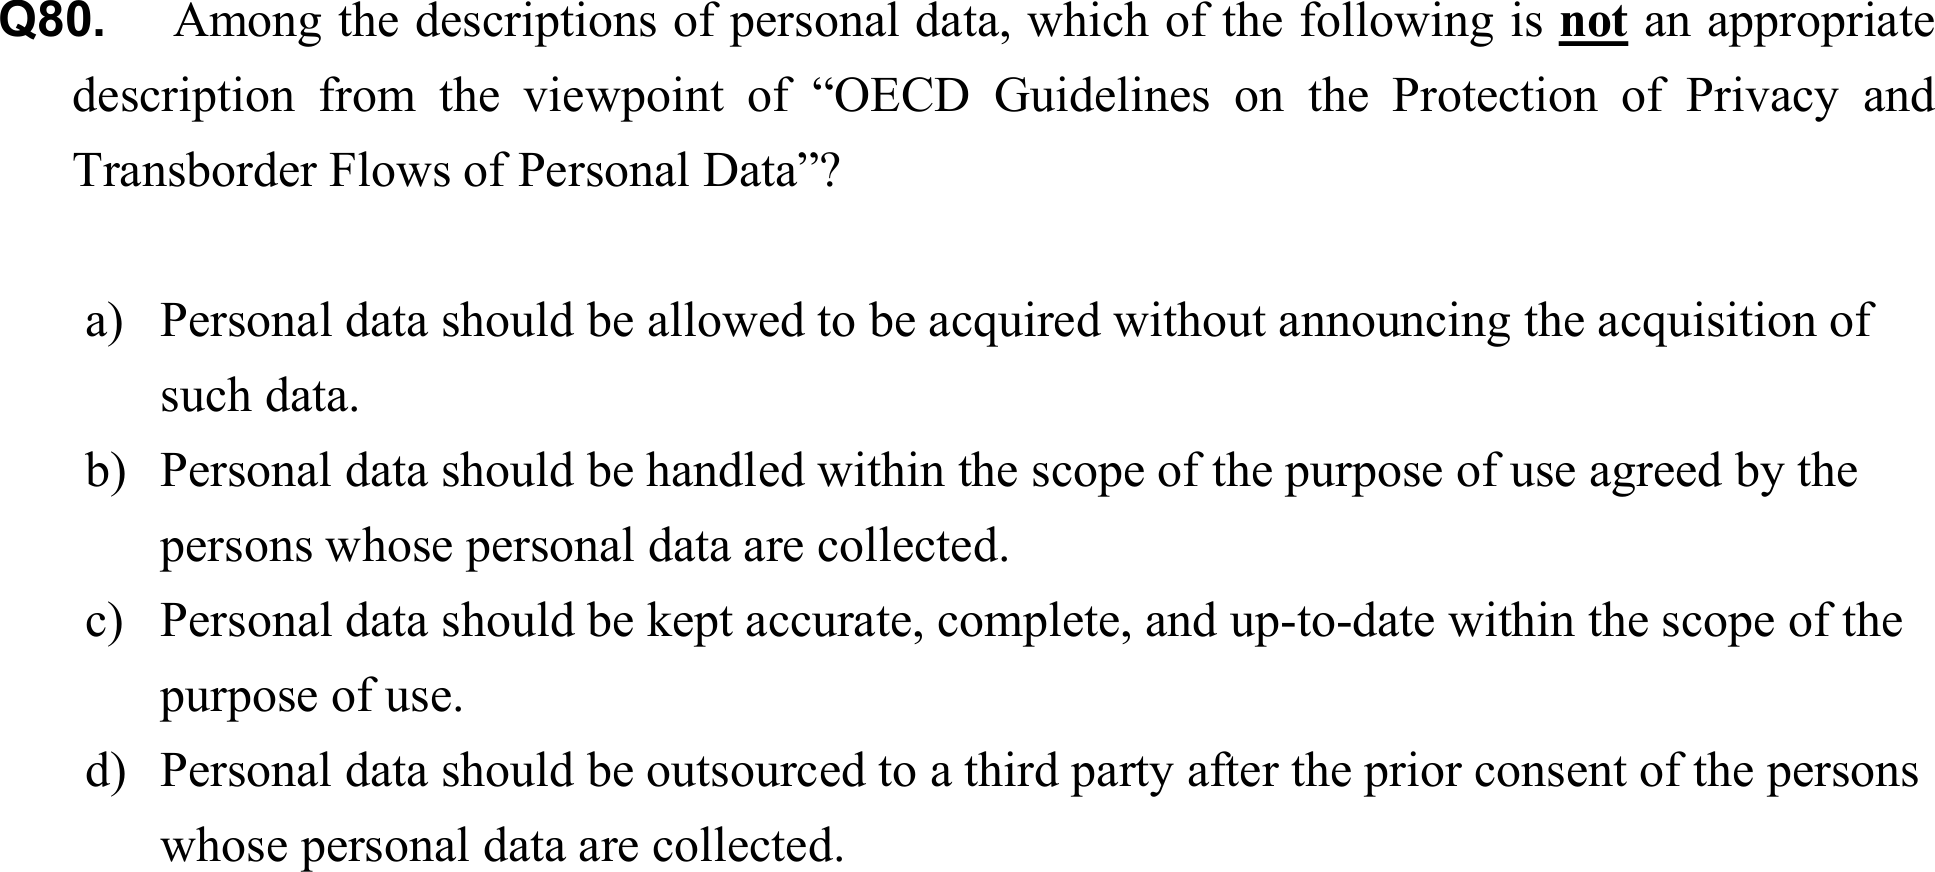 Q80. Among the descriptions of personal data, which of the following is not an appropriate
description from the viewpoint of “OECD Guidelines on the Protection of Privacy and
Transborder Flows of Personal Data”?
a) Personal data should be allowed to be acquired without announcing the acquisition of
such data.
b) Personal data should be handled within the scope of the purpose of use agreed by the
persons whose personal data are collected.
c) Personal data should be kept accurate, complete, and up-to-date within the scope of the
purpose of use.
d) Personal data should be outsourced to a third party after the prior consent of the persons
whose personal data are collected.